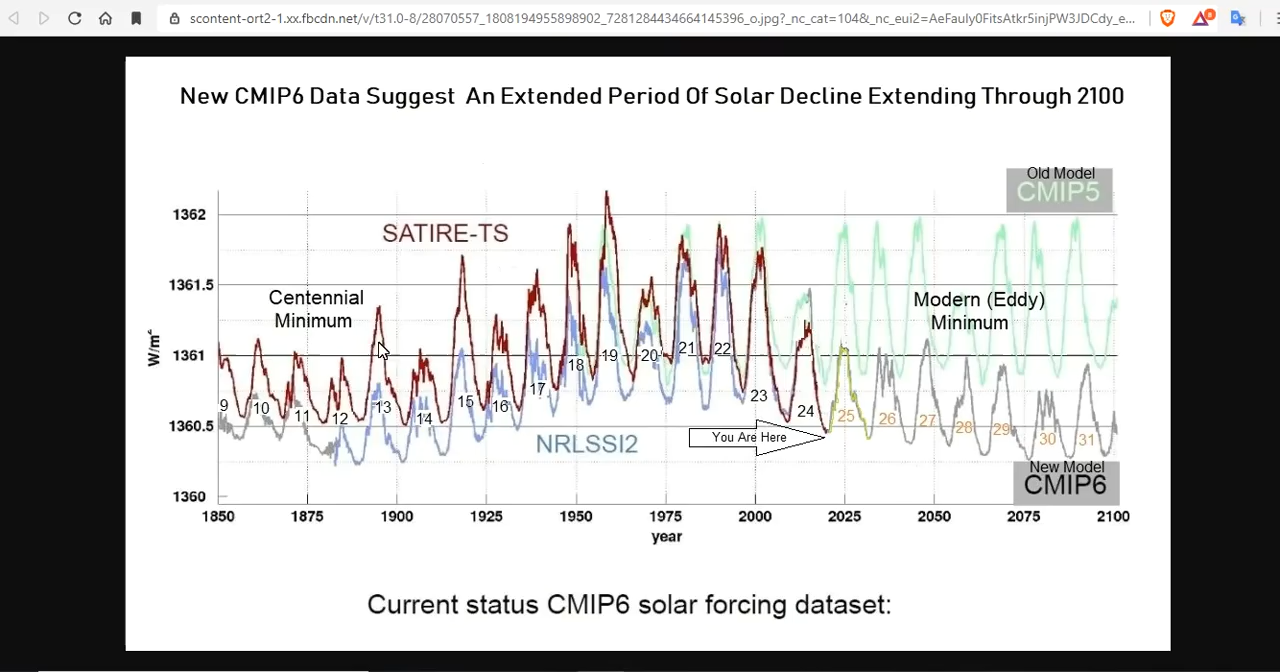 scontent-ort2-1.xx.fbcdn.net/v/t31.0-8/28070557_1808194955898902_7281284434664145396_o.jpg?_nc_cat=104&_nc_eui2=AeFauly0FitsAtkr5injPW3JDCdy_e...
New CMIP6 Data Suggest An Extended Period Of Solar Decline Extending Through 2100
Old Model
CMIP5
1362
SATIRE-TS
1361.5
Centennial
Minimum
Modern (Eddy)
Minimum
W/m²
1361
9 10 11 12 13 14 15 16 17 18 19 20 21 22 23 24 25 26 27 28 29 30 31
1360.5
NRLSSI2
You Are Here
New Model
CMIP6
1360
1850 1875 1900 1925 1950 1975 2000 2025 2050 2075 2100
year
Current status CMIP6 solar forcing dataset: